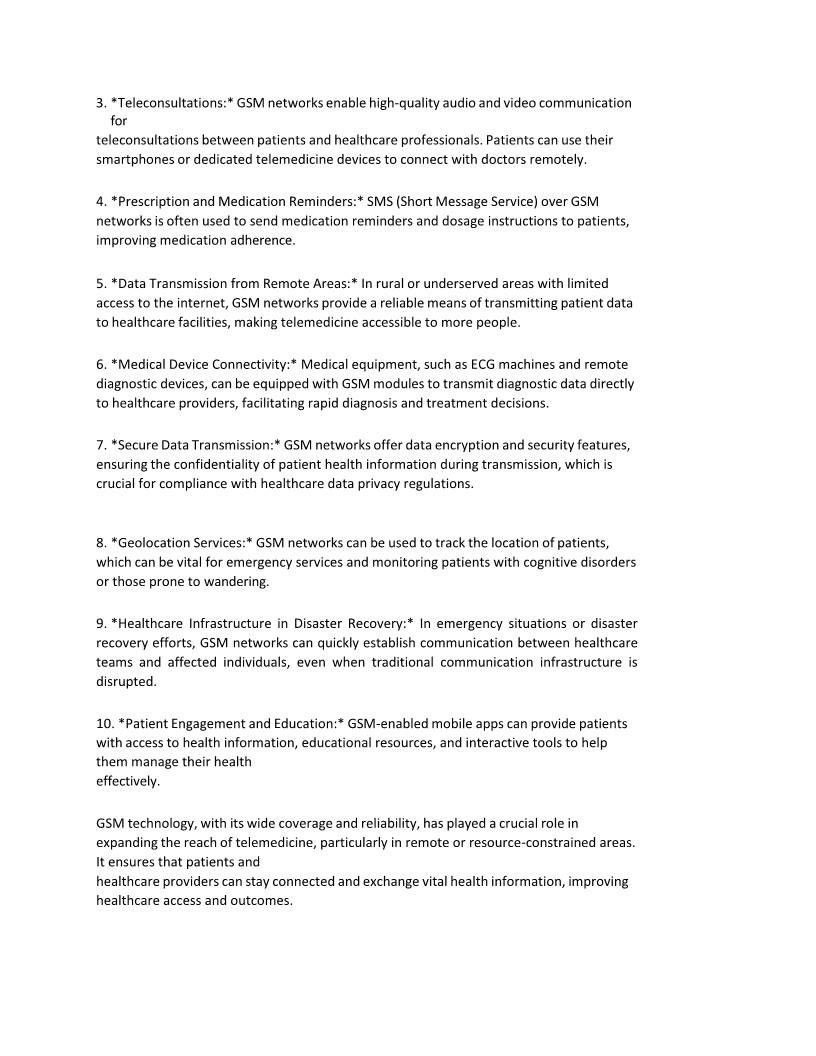 3. *Teleconsultations:* GSM networks enable high-quality audio and video communication
for
teleconsultations between patients and healthcare professionals. Patients can use their
smartphones or dedicated telemedicine devices to connect with doctors remotely.
4. *Prescription and Medication Reminders:* SMS (Short Message Service) over GSM
networks is often used to send medication reminders and dosage instructions to patients,
improving medication adherence.
5. *Data Transmission from Remote Areas:* In rural or underserved areas with limited
access to the internet, GSM networks provide a reliable means of transmitting patient data
to healthcare facilities, making telemedicine accessible to more people.
6. *Medical Device Connectivity:* Medical equipment, such as ECG machines and remote
diagnostic devices, can be equipped with GSM modules to transmit diagnostic data directly
to healthcare providers, facilitating rapid diagnosis and treatment decisions.
7. *Secure Data Transmission:* GSM networks offer data encryption and security features,
ensuring the confidentiality of patient health information during transmission, which is
crucial for compliance with healthcare data privacy regulations.
8. *Geolocation Services:* GSM networks can be used to track the location of patients,
which can be vital for emergency services and monitoring patients with cognitive disorders
or those prone to wandering.
9. *Healthcare Infrastructure in Disaster Recovery:* In emergency situations or disaster
recovery efforts, GSM networks can quickly establish communication between healthcare
teams and affected individuals, even when traditional communication infrastructure is
disrupted.
10. *Patient Engagement and Education:* GSM-enabled mobile apps can provide patients
with access to health information, educational resources, and interactive tools to help
them manage their health
effectively.
GSM technology, with its wide coverage and reliability, has played a crucial role in
expanding the reach of telemedicine, particularly in remote or resource-constrained areas.
It ensures that patients and
healthcare providers can stay connected and exchange vital health information, improving
healthcare access and outcomes.